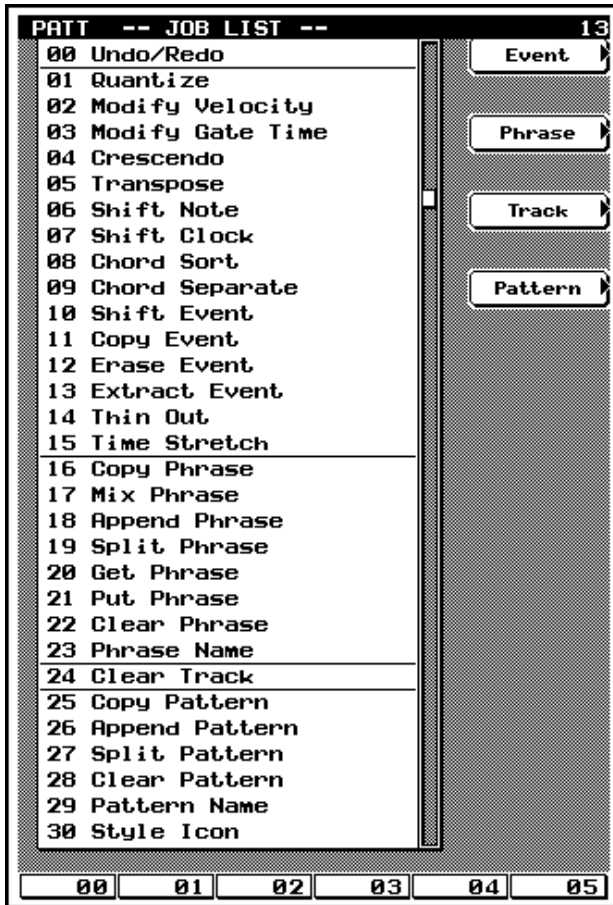 PATT -- JOB LIST -- 13
00 Undo/Redo
01 Quantize
02 Modify Velocity
03 Modify Gate Time
04 Crescendo
05 Transpose
06 Shift Note
07 Shift Clock
08 Chord Sort
09 Chord Separate
10 Shift Event
11 Copy Event
12 Erase Event
13 Extract Event
14 Thin Out
15 Time Stretch
16 Copy Phrase
17 Mix Phrase
18 Append Phrase
19 Split Phrase
20 Get Phrase
21 Put Phrase
22 Clear Phrase
23 Phrase Name
24 Clear Track
25 Copy Pattern
26 Append Pattern
27 Split Pattern
28 Clear Pattern
29 Pattern Name
30 Style Icon
Event
Phrase
Track
Pattern
00 01 02 03 04 05